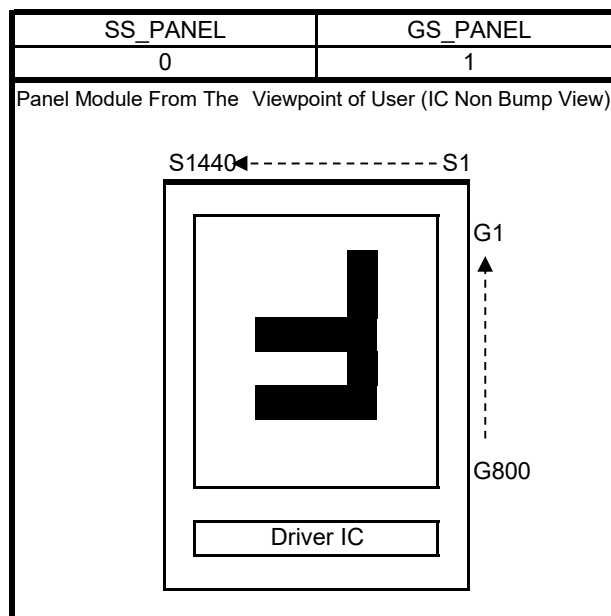 SS_PANEL GS_PANEL
0 1
Panel Module From The Viewpoint of User (IC Non Bump View)
S1440 S1
G1
G800
Driver IC